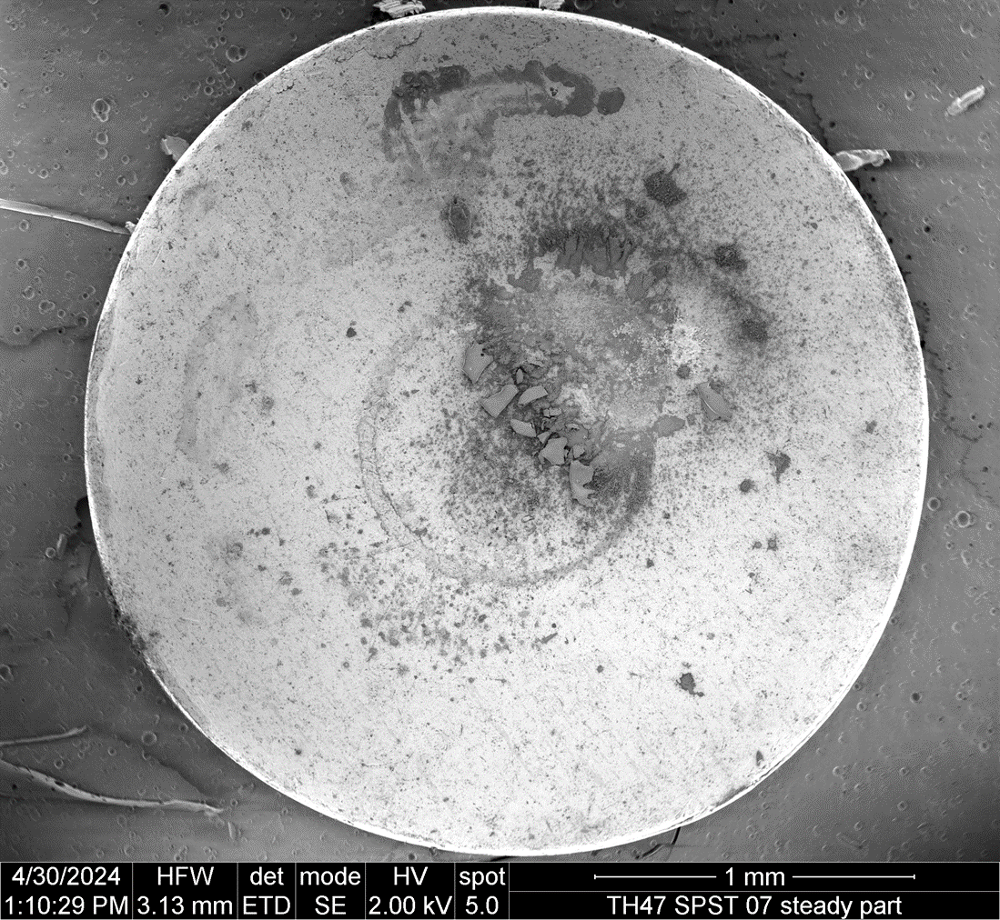 4/30/2024 HFW det mode HV spot 1 mm
1:10:29 PM 3.13 mm ETD SE 2.00 kV 5.0 TH47 SPST 07 steady part